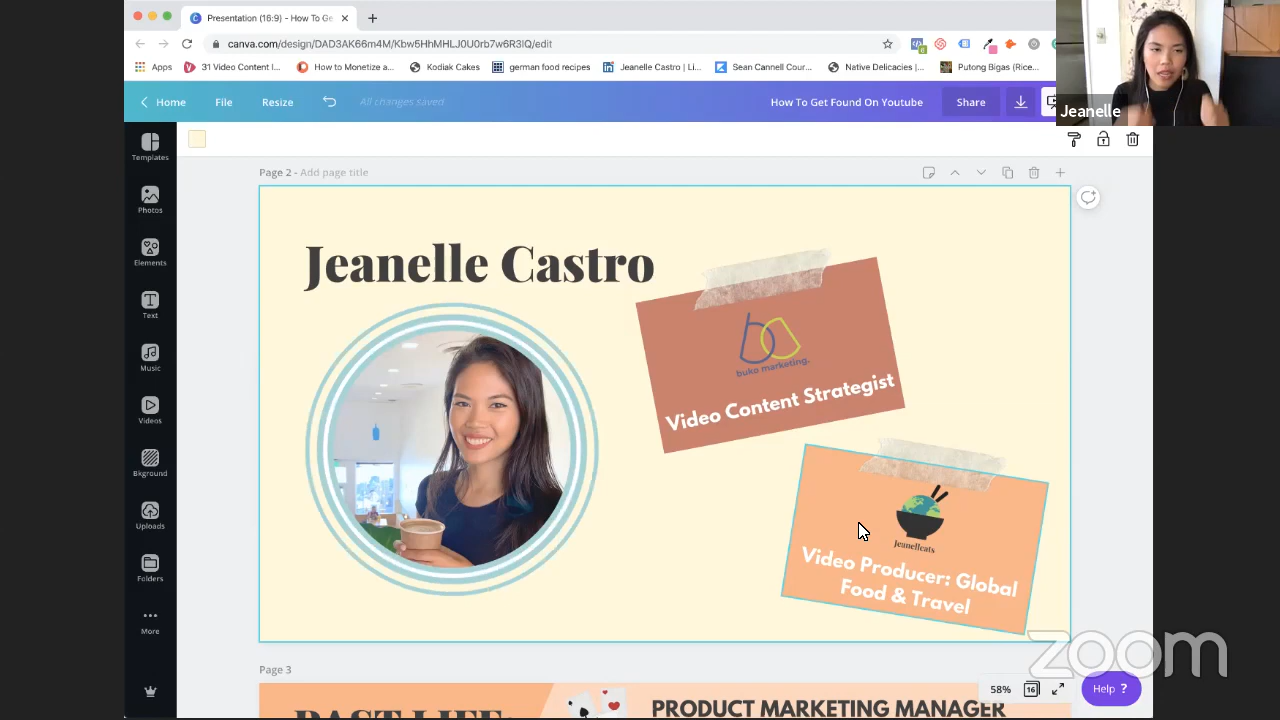 Presentation (16:9) - How To Ge
canva.com/design/DAD3AK66m4M/Kbw5HhMHLJ0U0rb7w6R3IQ/edit
Apps
31 Video Content I...
How to Monetize a...
Kodiak Cakes
german food recipes
Jeanelle Castro | Li...
Sean Cannell Cour...
Native Delicacies |...
Putong Bigas (Rice...
Jeanelle
Home
File
Resize
All changes saved
How To Get Found On Youtube
Share
Templates
Photos
Elements
Text
Music
Videos
Bkground
Uploads
Folders
More
Page 2 - Add page title
Jeanelle Castro
buko marketing.
Video Content Strategist
Jeanelleats
Video Producer: Global
Food & Travel
Page 3
PAST LIFE:
PRODUCT MARKETING MANAGER
58%
16
Help ?
zoom